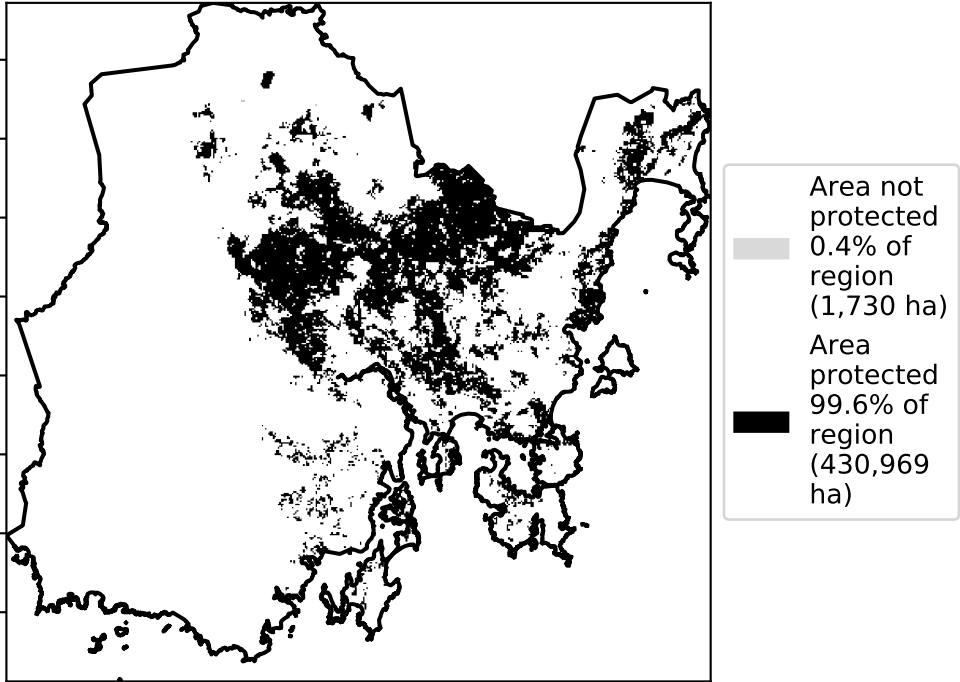 Area not
protected
0.4% of
region
(1,730 ha)
Area
protected
99.6% of
region
(430,969
ha)